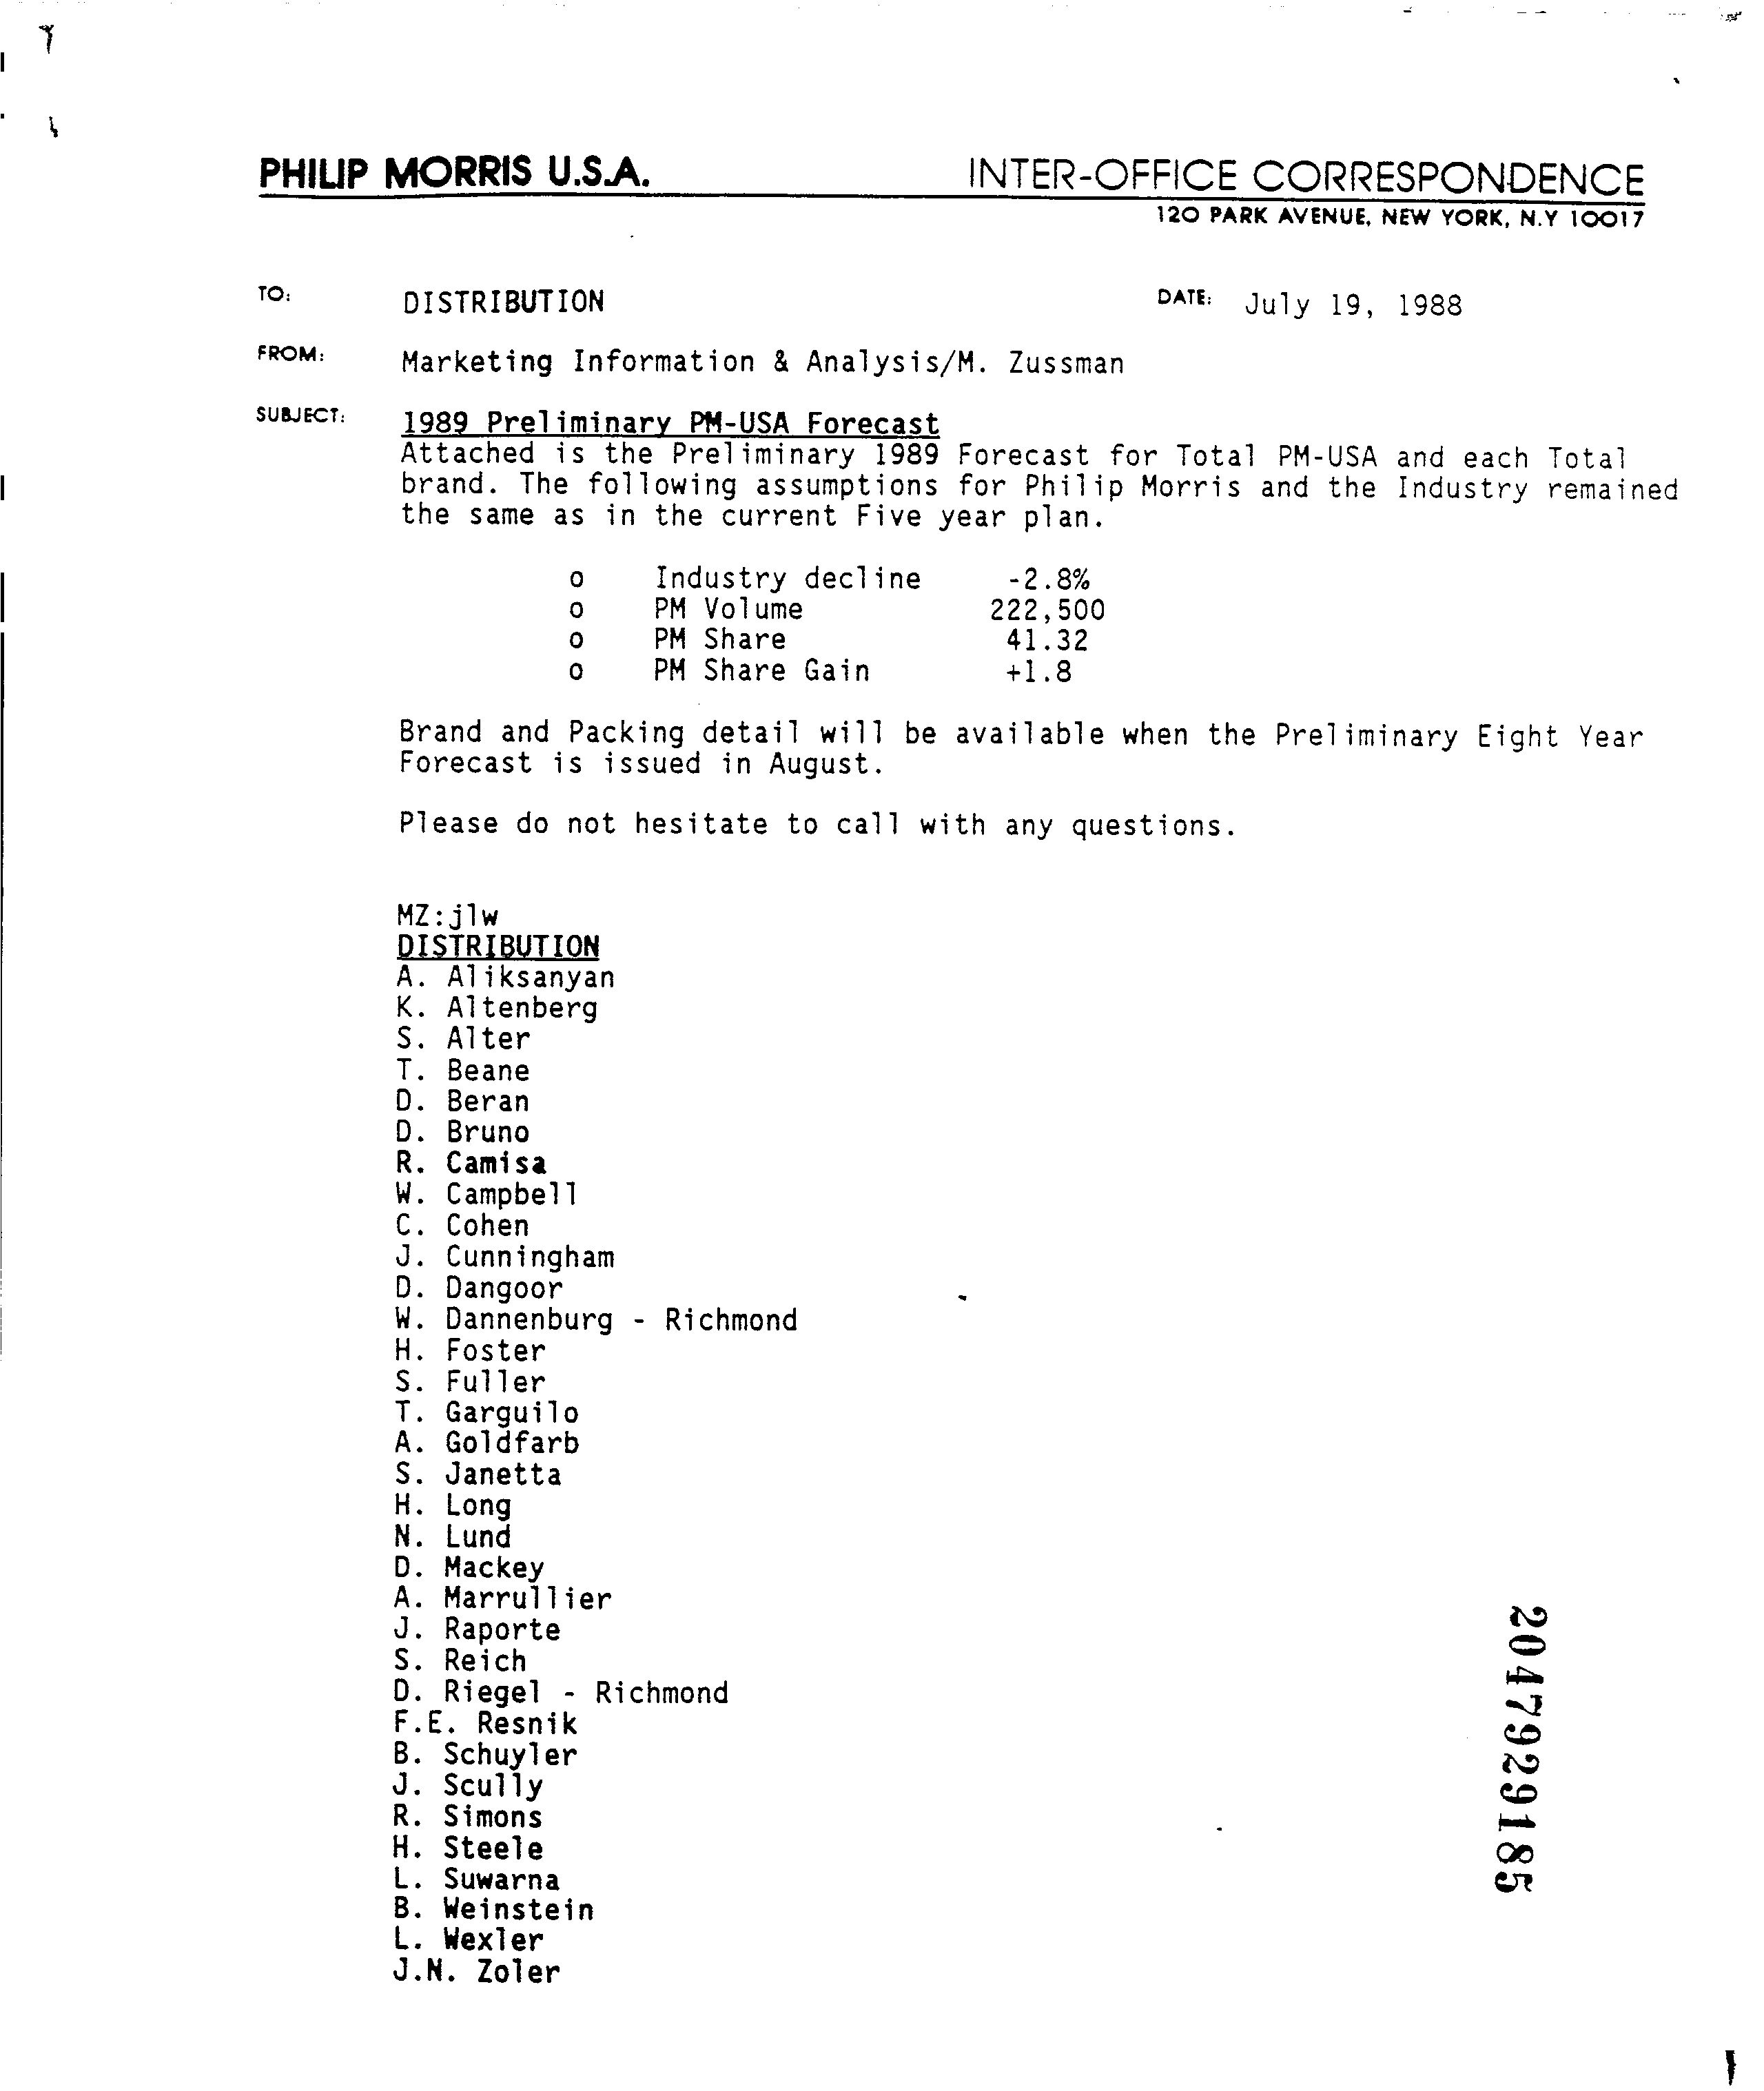 PHILIP MORRIS U.S.A. INTER-OFFICE CORRESPONDENCE
120 PARK AVENUE, NEW YORK, N.Y 10017
TO: DISTRIBUTION DATE: July 19, 1988
FROM: Marketing Information & Analysis/M. Zussman
SUBJECT: 1989 Preliminary PM-USA Forecast
Attached is the Preliminary 1989 Forecast for Total PM-USA and each Total
brand. The following assumptions for Philip Morris and the Industry remained
the same as in the current Five year plan.
o Industry decline -2.8%
o PM Volume 222,500
o PM Share 41.32
o PM Share Gain +1.8
Brand and Packing detail will be available when the Preliminary Eight Year
Forecast is issued in August.
Please do not hesitate to call with any questions.
MZ:jlw
DISTRIBUTION
A. Aliksanyan
K. Altenberg
S. Alter
T. Beane
D. Beran
D. Bruno
R. Camisa
W. Campbell
C. Cohen
J. Cunningham
D. Dangoor
W. Dannenburg - Richmond
H. Foster
S. Fuller
T. Garguilo
A. Goldfarb
S. Janetta
H. Long
N. Lund
D. Mackey
A. Marrullier
J. Raporte
S. Reich
D. Riegel - Richmond
F.E. Resnik
B. Schuyler
J. Scully
R. Simons
H. Steele
L. Suwarna
B. Weinstein
L. Wexler
J.N. Zoler
2047929185